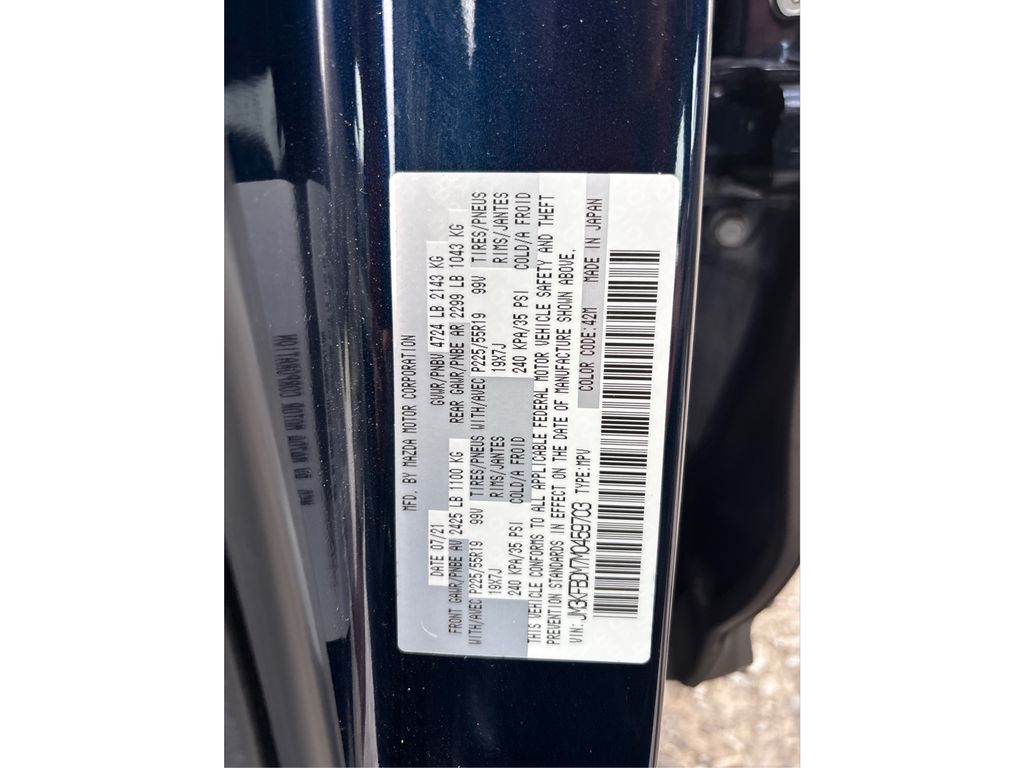 MFD. BY MAZDA MOTOR CORPORATION
DATE 07/21 GVWR/PNBV 4724 LB 2143 KG
FRONT GAWR/PNBE AV 2425 LB 1100 KG REAR GAWR/PNBE AR 2299 LB 1043 KG
WITH/AVEC P225/55R19 99V TIRES/PNEUS WITH/AVEC P225/55R19 99V TIRES/PNEUS
19X7J RIMS/JANTES 19X7J RIMS/JANTES
240 KPA/35 PSI COLD/A FROID 240 KPA/35 PSI COLD/A FROID
THIS VEHICLE CONFORMS TO ALL APPLICABLE FEDERAL MOTOR VEHICLE SAFETY AND THEFT
PREVENTION STANDARDS IN EFFECT ON THE DATE OF MANUFACTURE SHOWN ABOVE.
VIN: JM3KFBDM7M0459703 TYPE:MPV COLOR CODE:42M MADE IN JAPAN